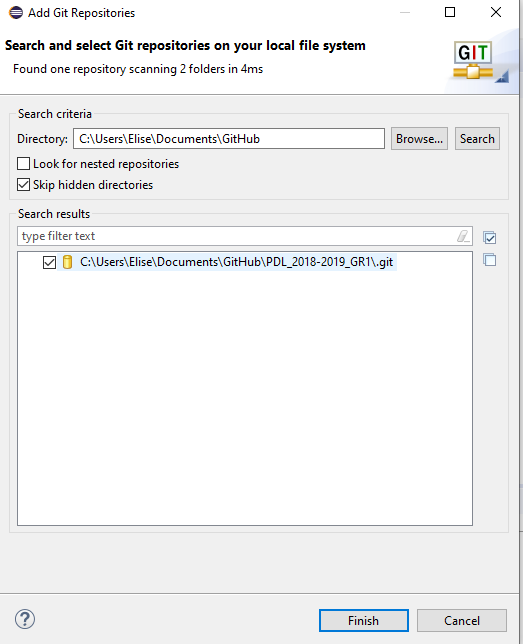 Add Git Repositories
Search and select Git repositories on your local file system
Found one repository scanning 2 folders in 4ms
GIT
Search criteria
Directory: C:\Users\Elise\Documents\GitHub Browse... Search
Look for nested repositories
Skip hidden directories
Search results
type filter text
C:\Users\Elise\Documents\GitHub\PDL_2018-2019_GR1\.git
? Finish Cancel